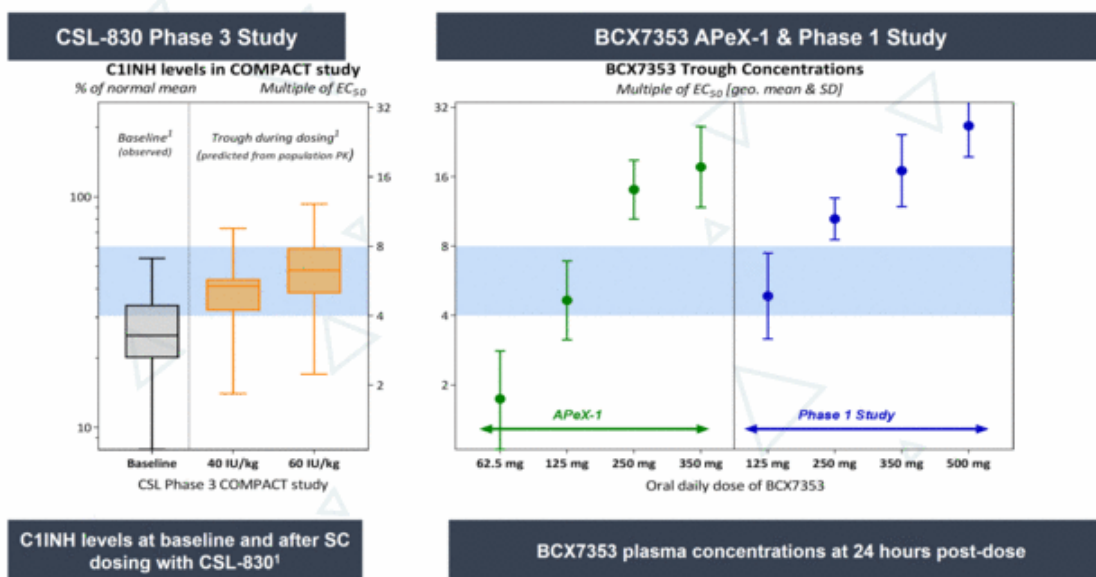 CSL-830 Phase 3 Study
C1INH levels in COMPACT study
% of normal mean Multiple of EC50
Baseline1
(observed)
Trough during dosing1
(predicted from population PK)
100
10
32
16
8
4
2
Baseline 40 IU/kg 60 IU/kg
CSL Phase 3 COMPACT study
C1INH levels at baseline and after SC
dosing with CSL-830¹
BCX7353 APeX-1 & Phase 1 Study
BCX7353 Trough Concentrations
Multiple of EC50 [geo. mean & SD]
32
16
8
4
2
APeX-1 Phase 1 Study
62.5 mg 125 mg 250 mg 350 mg 125 mg 250 mg 350 mg 500 mg
Oral daily dose of BCX7353
BCX7353 plasma concentrations at 24 hours post-dose